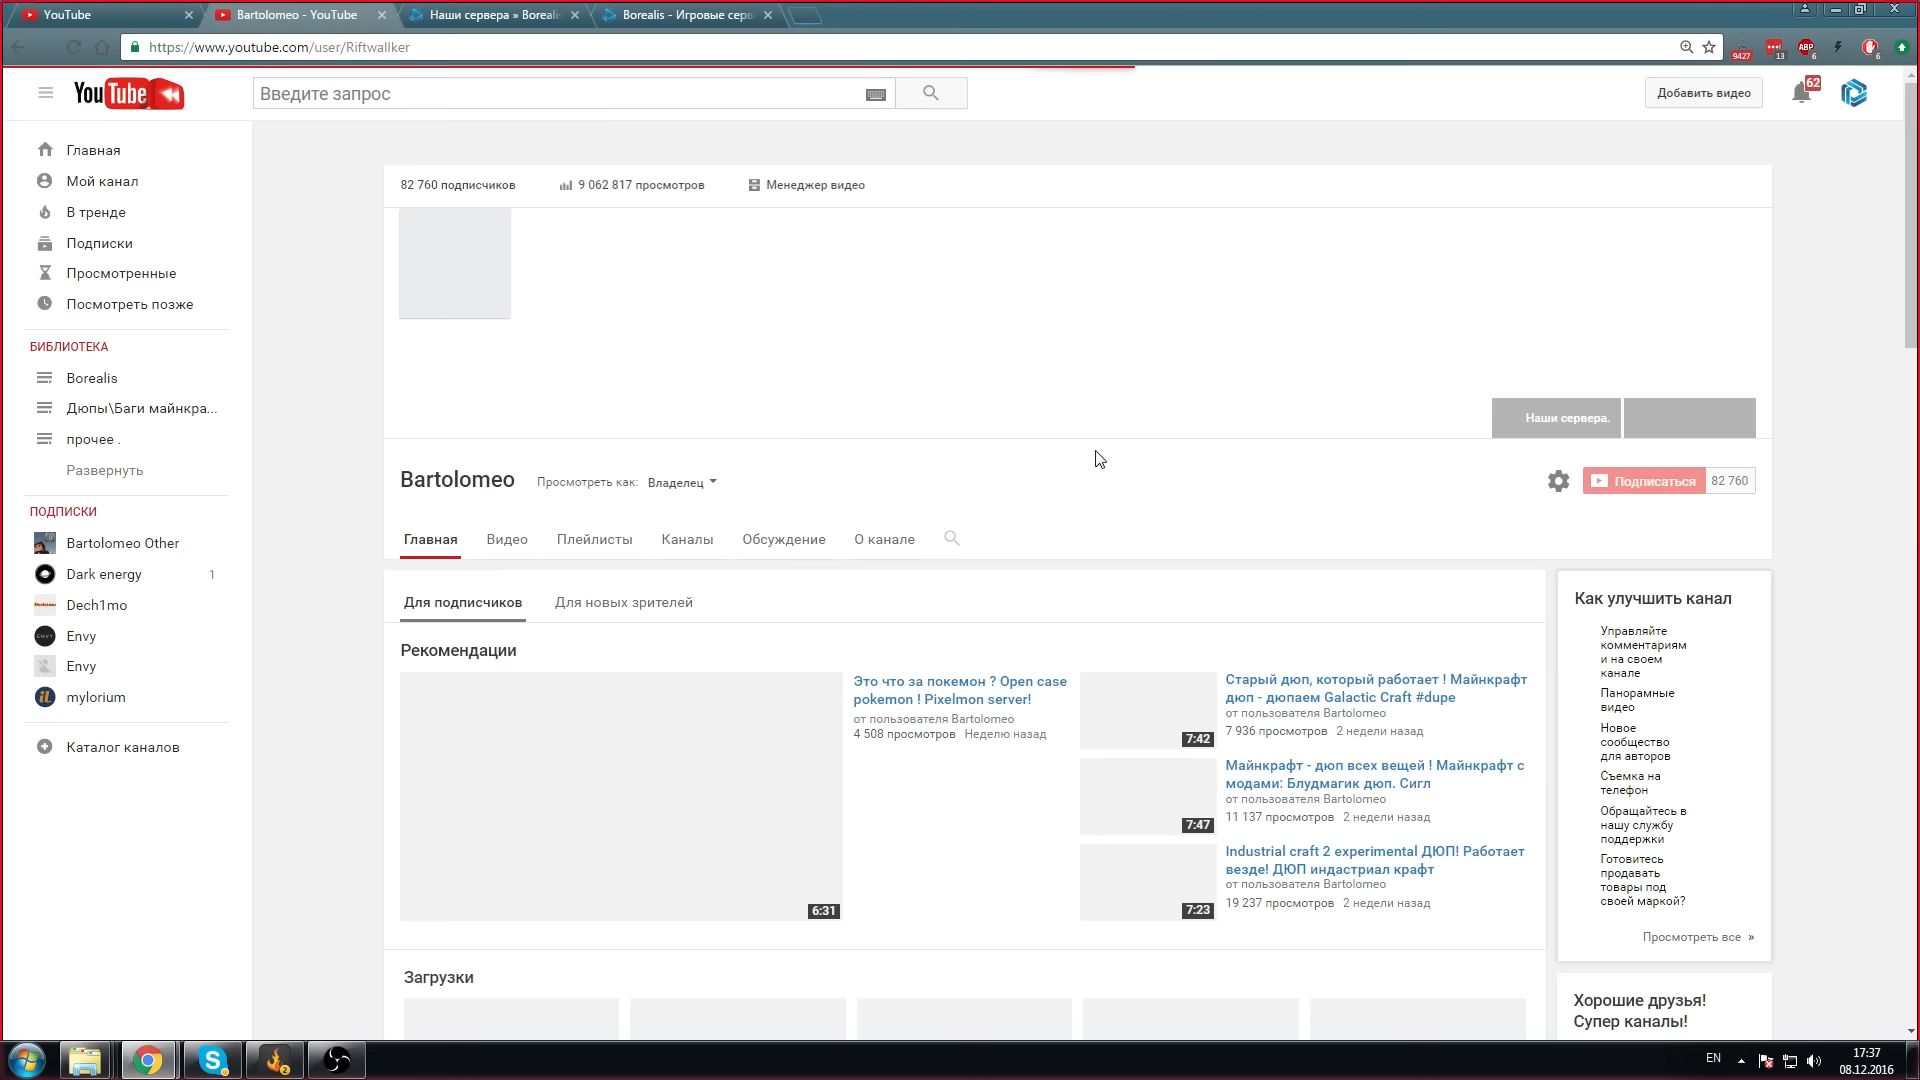 YouTube
Bartolomeo - YouTube
Наши сервера » Boreali
Borealis - Игровые серв
https://www.youtube.com/user/Riftwallker
9427
13
ABP
6
6
YouTube
Введите запрос
Добавить видео
62
Главная
Мой канал
В тренде
Подписки
Просмотренные
Посмотреть позже
БИБЛИОТЕКА
Borealis
Дюпы\Баги майнкра...
прочее .
Развернуть
ПОДПИСКИ
Bartolomeo Other
Dark energy 1
Dech1mo
Envy
Envy
mylorium
Каталог каналов
82 760 подписчиков
9 062 817 просмотров
Менеджер видео
Наши сервера.
Bartolomeo
Просмотреть как: Владелец
Подписаться 82 760
Главная
Видео
Плейлисты
Каналы
Обсуждение
О канале
Для подписчиков
Для новых зрителей
Рекомендации
6:31
Это что за покемон ? Open case
pokemon ! Pixelmon server!
от пользователя Bartolomeo
4 508 просмотров Неделю назад
7:42
Старый дюп, который работает ! Майнкрафт
дюп - дюпаем Galactic Craft #dupe
от пользователя Bartolomeo
7 936 просмотров 2 недели назад
7:47
Майнкрафт - дюп всех вещей ! Майнкрафт с
модами: Блудмагик дюп. Сигл
от пользователя Bartolomeo
11 137 просмотров 2 недели назад
7:23
Industrial craft 2 experimental ДЮП! Работает
везде! ДЮП индастриал крафт
от пользователя Bartolomeo
19 237 просмотров 2 недели назад
Загрузки
Как улучшить канал
Управляйте
комментариям
и на своем
канале
Панорамные
видео
Новое
сообщество
для авторов
Съемка на
телефон
Обращайтесь в
нашу службу
поддержки
Готовитесь
продавать
товары под
своей маркой?
Просмотреть все »
Хорошие друзья!
Супер каналы!
2
EN
17:37
08.12.2016